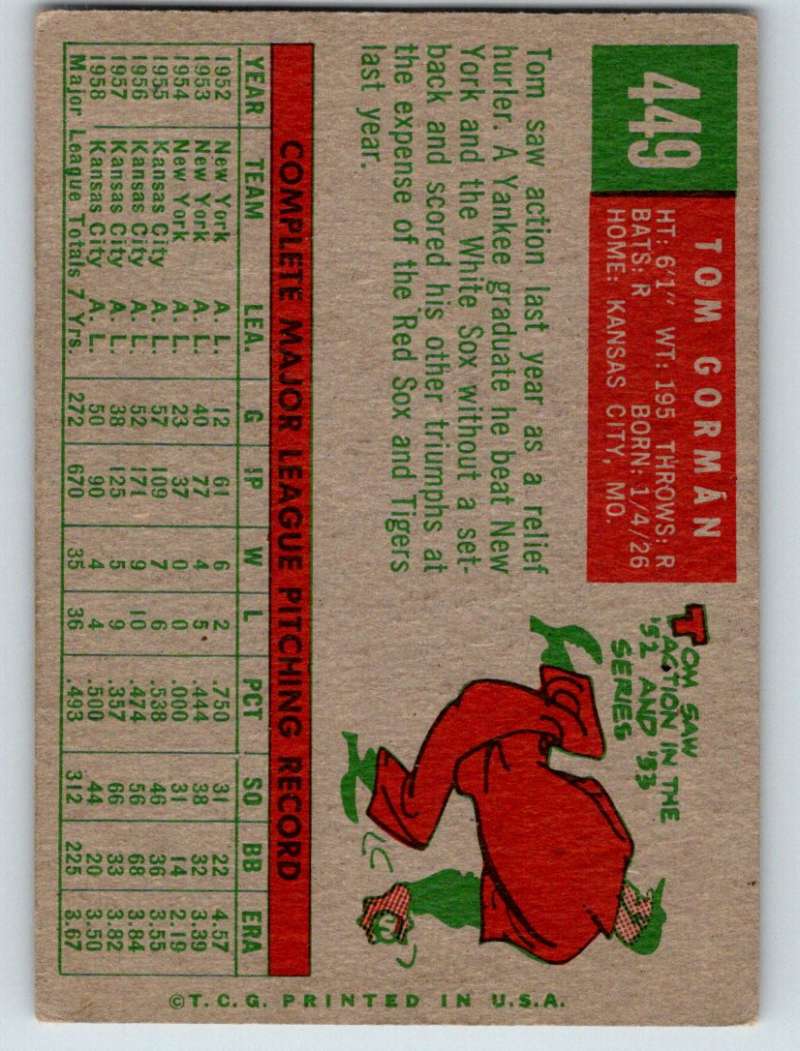 449
TOM GORMAN
HT: 6'1" WT: 195 THROWS: R
BATS: R BORN: 1/4/26
HOME: KANSAS CITY, MO.
Tom saw action last year as a relief
hurler. A Yankee graduate he beat New
York and the White Sox without a set-
back and scored his other triumphs at
the expense of the Red Sox and Tigers
last year.
TOM SAW
ACTION IN THE
'52 AND '53
SERIES
COMPLETE MAJOR LEAGUE PITCHING RECORD
YEAR TEAM LEA. G IP W L PCT SO BB ERA
1952 New York A. L. 12 61 6 2 .750 31 22 4.57
1953 New York A. L. 40 77 4 5 .444 38 32 3.39
1954 New York A. L. 23 37 0 0 .000 31 14 2.19
1955 Kansas City A. L. 57 109 7 6 .538 46 36 3.55
1956 Kansas City A. L. 52 171 9 10 .474 56 68 3.84
1957 Kansas City A. L. 38 125 5 9 .357 66 33 3.82
1958 Kansas City A. L. 50 90 4 4 .500 44 20 3.50
Major League Totals 7 Yrs. 272 670 35 36 .493 312 225 3.67
©T.C.G. PRINTED IN U.S.A.